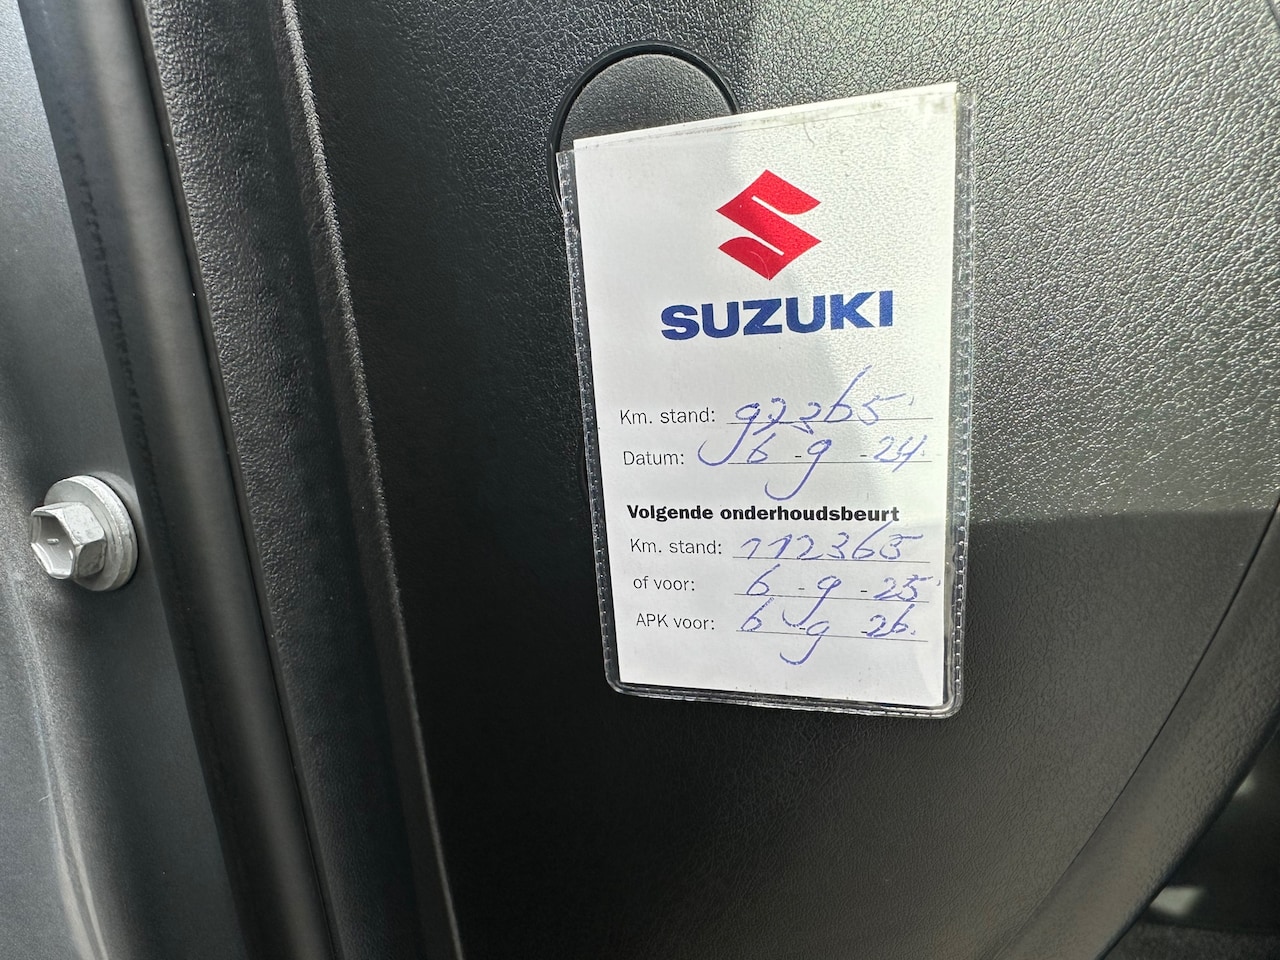 SUZUKI
Km. stand: 97365
Datum: 6-9-24
Volgende onderhoudsbeurt
Km. stand: 112365
of voor: 6-9-25
APK voor: 6-9-26